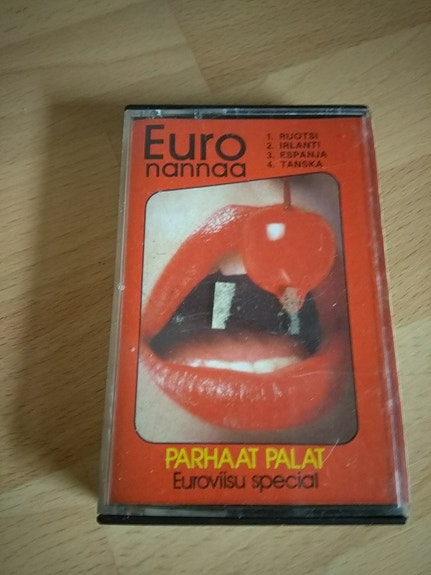 Euro
nannaa
1. RUOTSI
2. IRLANTI
3. ESPANJA
4. TANSKA
PARHAAT PALAT
Euroviisu special